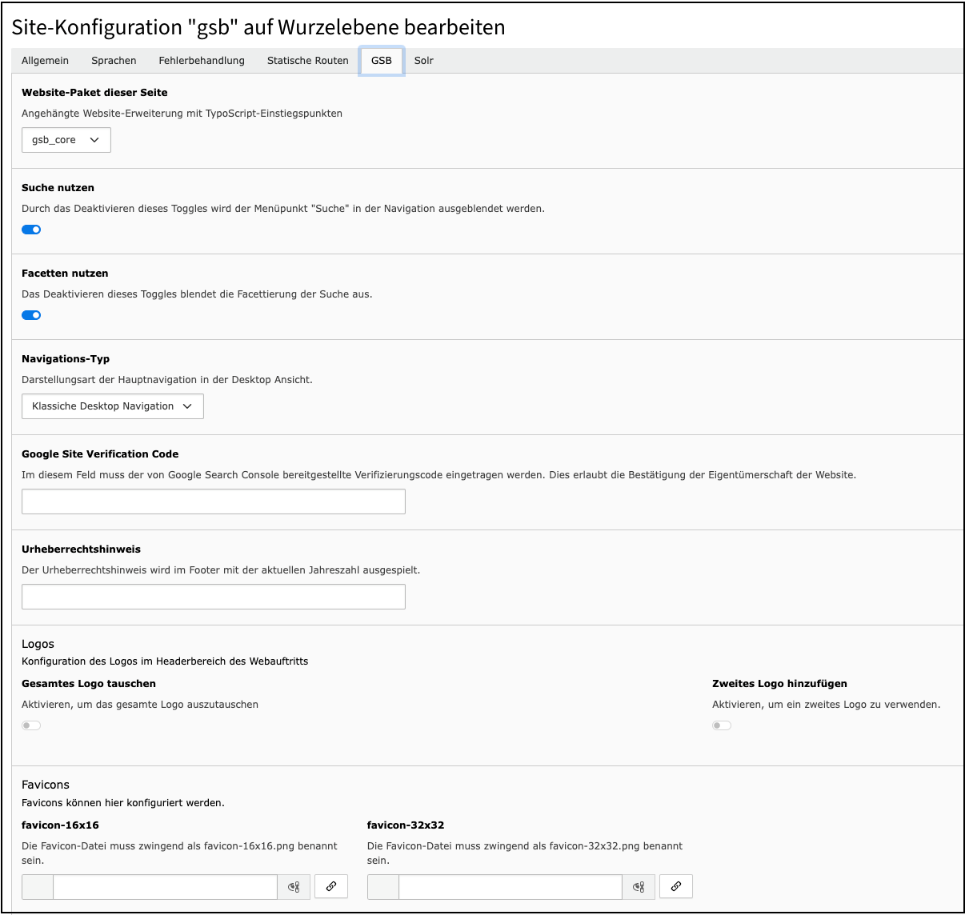 Site-Konfiguration "gsb" auf Wurzelebene bearbeiten
Allgemein Sprachen Fehlerbehandlung Statische Routen GSB Solr
Website-Paket dieser Seite
Angehängte Website-Erweiterung mit TypoScript-Einstiegspunkten
gsb_core
Suche nutzen
Durch das Deaktivieren dieses Toggles wird der Menüpunkt "Suche" in der Navigation ausgeblendet werden.
Facetten nutzen
Das Deaktivieren dieses Toggles blendet die Facettierung der Suche aus.
Navigations-Typ
Darstellungsart der Hauptnavigation in der Desktop Ansicht.
Klassiche Desktop Navigation
Google Site Verification Code
Im diesem Feld muss der von Google Search Console bereitgestellte Verifizierungscode eingetragen werden. Dies erlaubt die Bestätigung der Eigentümerschaft der Website.
Urheberrechtshinweis
Der Urheberrechtshinweis wird im Footer mit der aktuellen Jahreszahl ausgespielt.
Logos
Konfiguration des Logos im Headerbereich des Webauftritts
Gesamtes Logo tauschen
Aktivieren, um das gesamte Logo auszutauschen
Zweites Logo hinzufügen
Aktivieren, um ein zweites Logo zu verwenden.
Favicons
Favicons können hier konfiguriert werden.
favicon-16x16
Die Favicon-Datei muss zwingend als favicon-16x16.png benannt
sein.
favicon-32x32
Die Favicon-Datei muss zwingend als favicon-32x32.png benannt
sein.